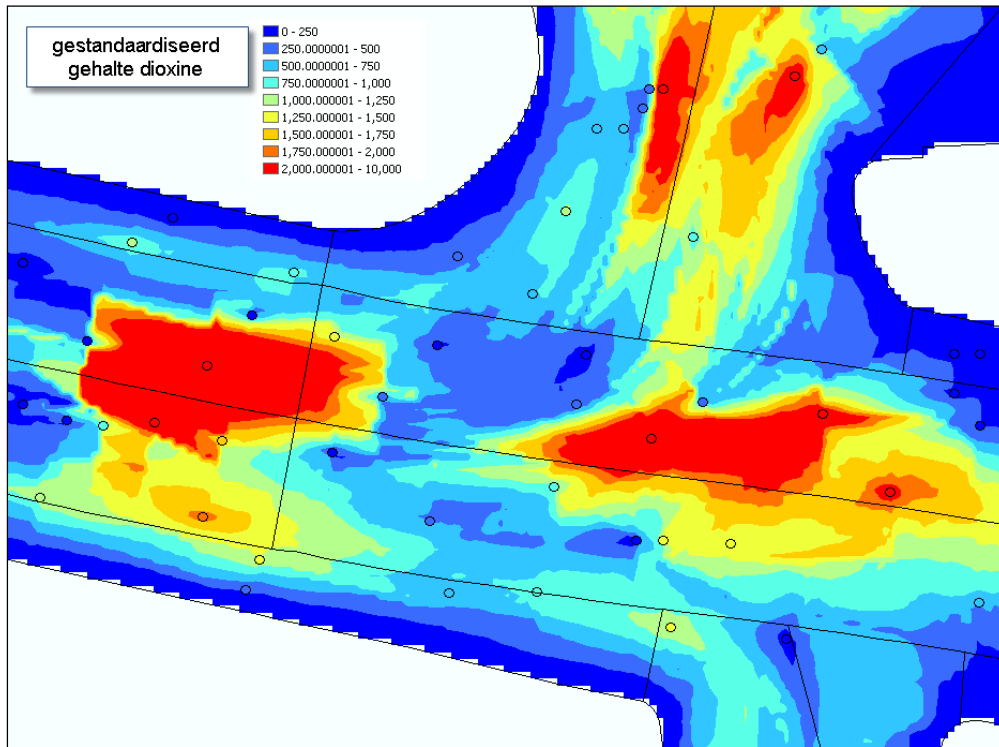 gestandaardiseerd
gehalte dioxine
0 - 250
250.0000001 - 500
500.000001 - 750
750.000001 - 1,000
1,000.000001 - 1,250
1,250.000001 - 1,500
1,500.000001 - 1,750
1,750.000001 - 2,000
2,000.000001 - 10,000